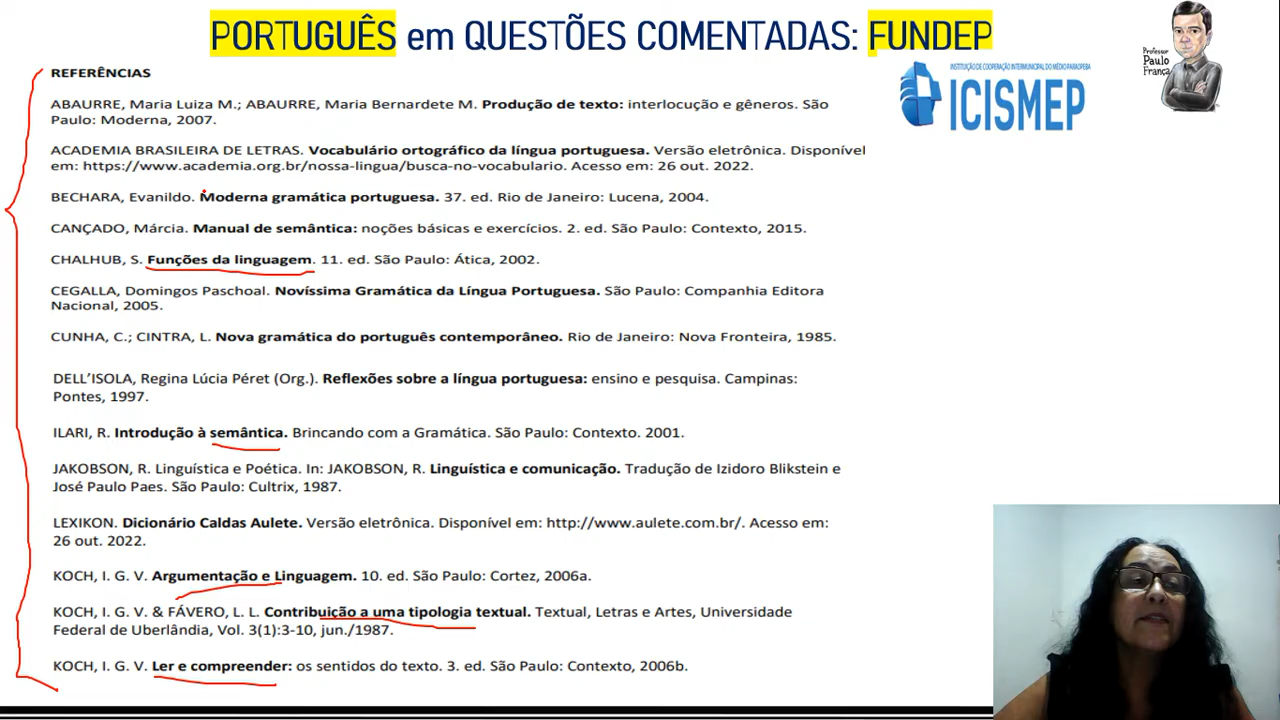 PORTUGUÊS em QUESTÕES COMENTADAS: FUNDEP
Professor
Paulo
França
INSTITUIÇÃO DE COOPERAÇÃO INTERMUNICIPAL DO MÉDIO PARAOPEBA
ICISMEP
REFERÊNCIAS
ABAURRE, Maria Luiza M.; ABAURRE, Maria Bernardete M. Produção de texto: interlocução e gêneros. São
Paulo: Moderna, 2007.
ACADEMIA BRASILEIRA DE LETRAS. Vocabulário ortográfico da língua portuguesa. Versão eletrônica. Disponível
em: https://www.academia.org.br/nossa-lingua/busca-no-vocabulario. Acesso em: 26 out. 2022.
BECHARA, Evanildo. Moderna gramática portuguesa. 37. ed. Rio de Janeiro: Lucena, 2004.
CANÇADO, Márcia. Manual de semântica: noções básicas e exercícios. 2. ed. São Paulo: Contexto, 2015.
CHALHUB, S. Funções da linguagem. 11. ed. São Paulo: Ática, 2002.
CEGALLA, Domingos Paschoal. Novíssima Gramática da Língua Portuguesa. São Paulo: Companhia Editora
Nacional, 2005.
CUNHA, C.; CINTRA, L. Nova gramática do português contemporâneo. Rio de Janeiro: Nova Fronteira, 1985.
DELL’ISOLA, Regina Lúcia Péret (Org.). Reflexões sobre a língua portuguesa: ensino e pesquisa. Campinas:
Pontes, 1997.
ILARI, R. Introdução à semântica. Brincando com a Gramática. São Paulo: Contexto. 2001.
JAKOBSON, R. Linguística e Poética. In: JAKOBSON, R. Linguística e comunicação. Tradução de Izidoro Blikstein e
José Paulo Paes. São Paulo: Cultrix, 1987.
LEXIKON. Dicionário Caldas Aulete. Versão eletrônica. Disponível em: http://www.aulete.com.br/. Acesso em:
26 out. 2022.
KOCH, I. G. V. Argumentação e Linguagem. 10. ed. São Paulo: Cortez, 2006a.
KOCH, I. G. V. & FÁVERO, L. L. Contribuição a uma tipologia textual. Textual, Letras e Artes, Universidade
Federal de Uberlândia, Vol. 3(1):3-10, jun./1987.
KOCH, I. G. V. Ler e compreender: os sentidos do texto. 3. ed. São Paulo: Contexto, 2006b.